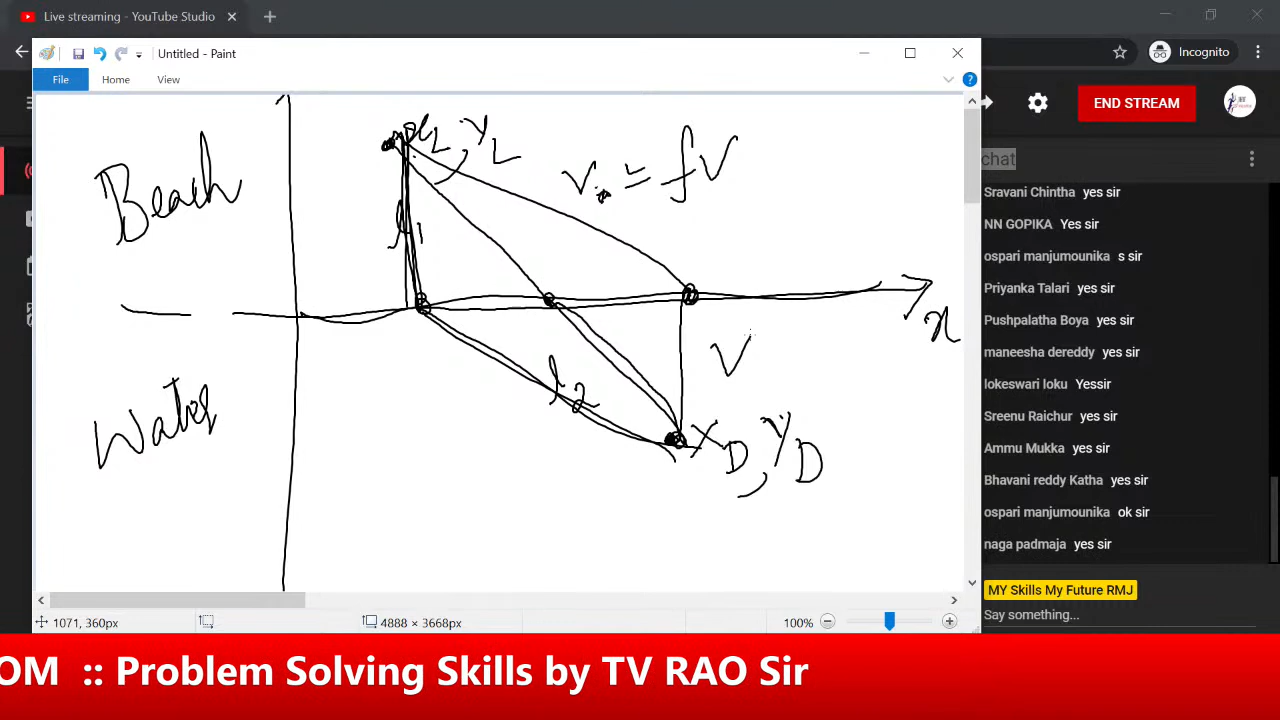 Live streaming - YouTube Studio
Incognito
Untitled - Paint
File Home View
END STREAM
chat
Sravani Chintha yes sir
NN GOPIKA Yes sir
ospari manjumounika s sir
Priyanka Talari yes sir
Pushpalatha Boya yes sir
maneesha dereddy yes sir
lokeswari loku Yessir
Sreenu Raichur yes sir
Ammu Mukka yes sir
Bhavani reddy Katha yes sir
ospari manjumounika ok sir
naga padmaja yes sir
MY Skills My Future RMJ
Say something...
Beach
Water
xL, YL
= fV
l1
l2
V
x
XD, YD
1071, 360px
4888 × 3668px
100%
OM :: Problem Solving Skills by TV RAO Sir